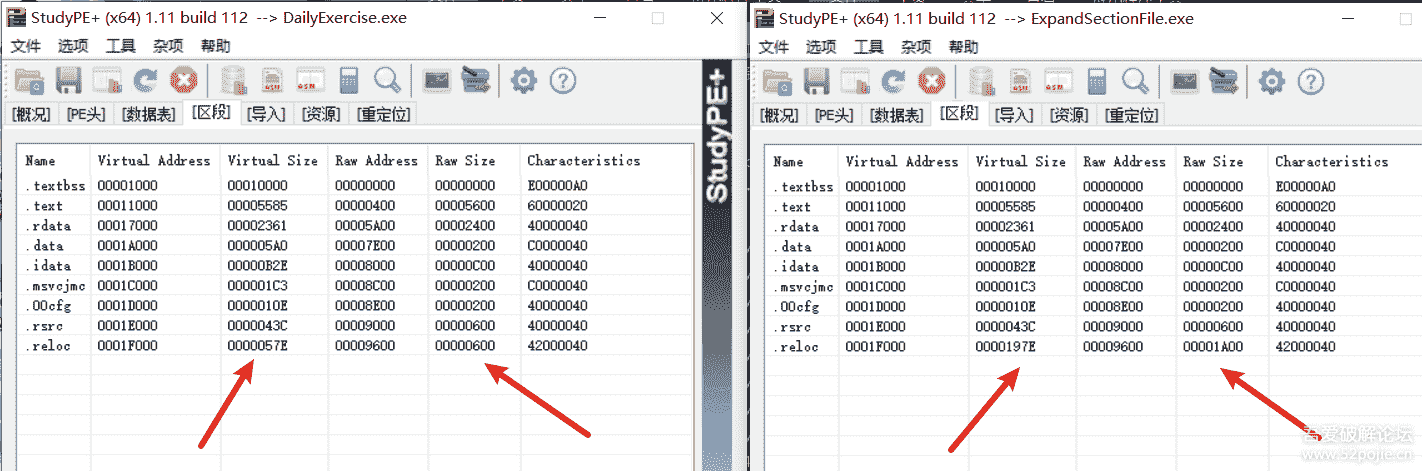 StudyPE+ (x64) 1.11 build 112 --> DailyExercise.exe
文件 选项 工具 杂项 帮助
[概况] [PE头] [数据表] [区段] [导入] [资源] [重定位]
Name Virtual Address Virtual Size Raw Address Raw Size Characteristics
.textbss 00001000 00010000 00000000 00000000 E00000A0
.text 00011000 00005585 00000400 00005600 60000020
.rdata 00017000 00002361 00005A00 00002400 40000040
.data 0001A000 000005A0 00007E00 00000200 C0000040
.idata 0001B000 00000B2E 00008000 00000C00 40000040
.msvcjmc 0001C000 000001C3 00008C00 00000200 C0000040
.00cfg 0001D000 0000010E 00008E00 00000200 40000040
.rsrc 0001E000 0000043C 00009000 00000600 40000040
.reloc 0001F000 0000057E 00009600 00000600 42000040
StudyPE+
StudyPE+ (x64) 1.11 build 112 --> ExpandSectionFile.exe
文件 选项 工具 杂项 帮助
[概况] [PE头] [数据表] [区段] [导入] [资源] [重定位]
Name Virtual Address Virtual Size Raw Address Raw Size Characteristics
.textbss 00001000 00010000 00000000 00000000 E00000A0
.text 00011000 00005585 00000400 00005600 60000020
.rdata 00017000 00002361 00005A00 00002400 40000040
.data 0001A000 000005A0 00007E00 00000200 C0000040
.idata 0001B000 00000B2E 00008000 00000C00 40000040
.msvcjmc 0001C000 000001C3 00008C00 00000200 C0000040
.00cfg 0001D000 0000010E 00008E00 00000200 40000040
.rsrc 0001E000 0000043C 00009000 00000600 40000040
.reloc 0001F000 0000197E 00009600 00001A00 42000040
吾爱破解论坛
www.52pojie.cn